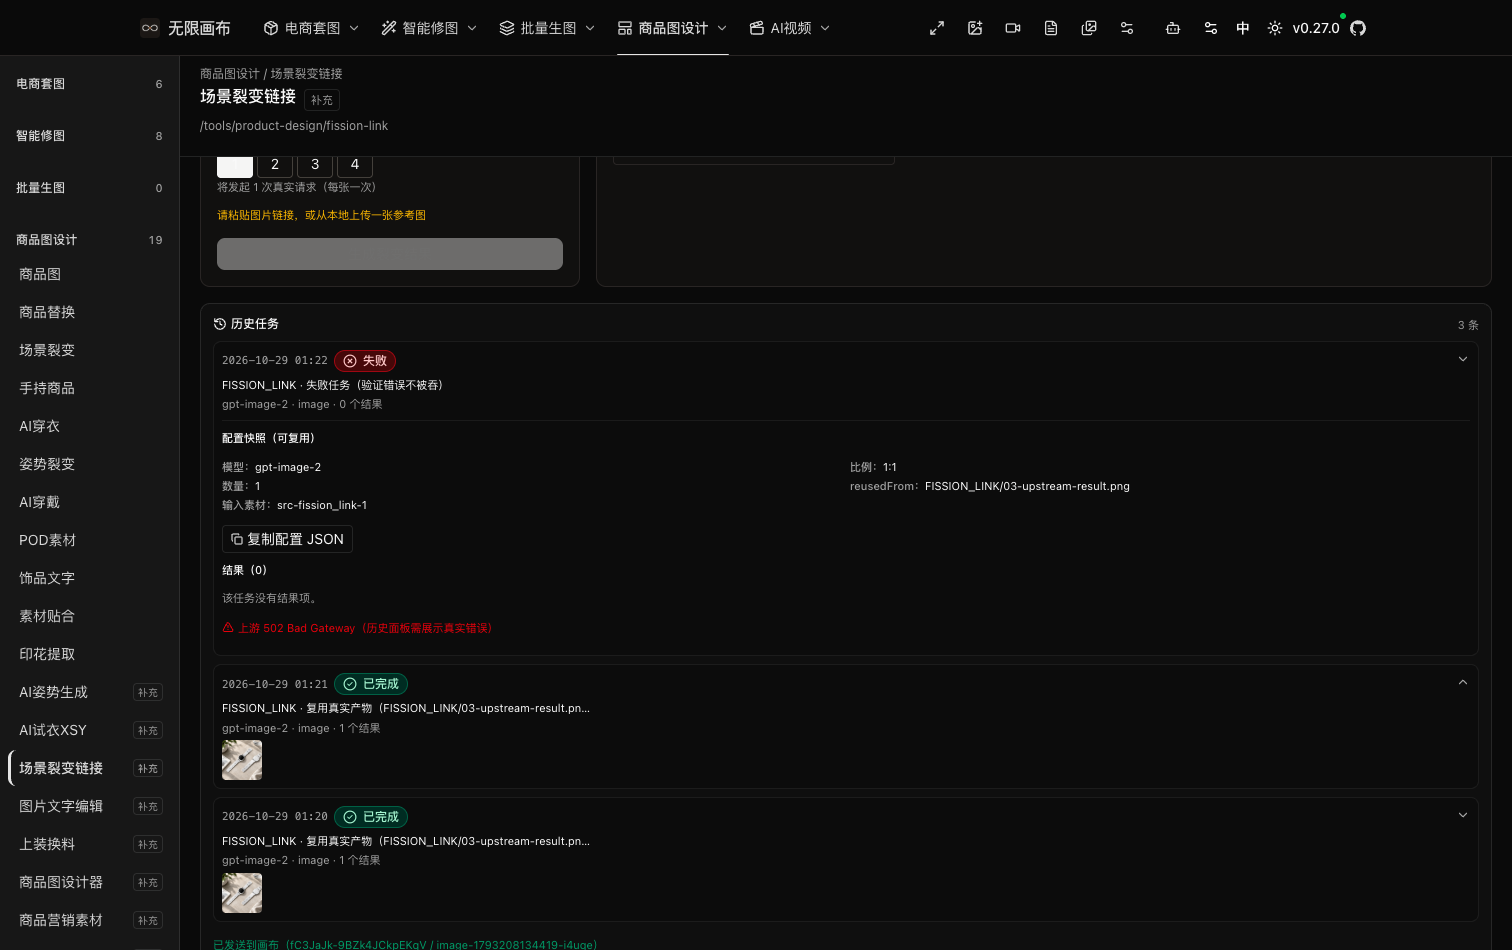 无限画布
电商套图
智能修图
批量生图
商品图设计
AI视频
中
v0.27.0
电商套图 6
智能修图 8
批量生图 0
商品图设计 19
商品图
商品替换
场景裂变
手持商品
AI穿衣
姿势裂变
AI穿戴
POD素材
饰品文字
素材贴合
印花提取
AI姿势生成 补充
AI试衣XSY 补充
场景裂变链接 补充
图片文字编辑 补充
上装换料 补充
商品图设计器 补充
商品营销素材 补充
商品图设计 / 场景裂变链接
场景裂变链接 补充
/tools/product-design/fission-link
2 3 4
将发起 1 次真实请求（每张一次）
请粘贴图片链接，或从本地上传一张参考图
历史任务 3 条
2026-10-29 01:22 失败
FISSION_LINK · 失败任务（验证错误不被吞）
gpt-image-2 · image · 0 个结果
配置快照（可复用）
模型：gpt-image-2 比例：1:1
数量：1 reusedFrom：FISSION_LINK/03-upstream-result.png
输入素材：src-fission_link-1
复制配置 JSON
结果（0）
该任务没有结果项。
上游 502 Bad Gateway（历史面板需展示真实错误）
2026-10-29 01:21 已完成
FISSION_LINK · 复用真实产物（FISSION_LINK/03-upstream-result.pn...
gpt-image-2 · image · 1 个结果
2026-10-29 01:20 已完成
FISSION_LINK · 复用真实产物（FISSION_LINK/03-upstream-result.pn...
gpt-image-2 · image · 1 个结果
已发送到画布（fC3JaJk-9BZk4JCkpEKgV / image-1793208134419-i4uge）